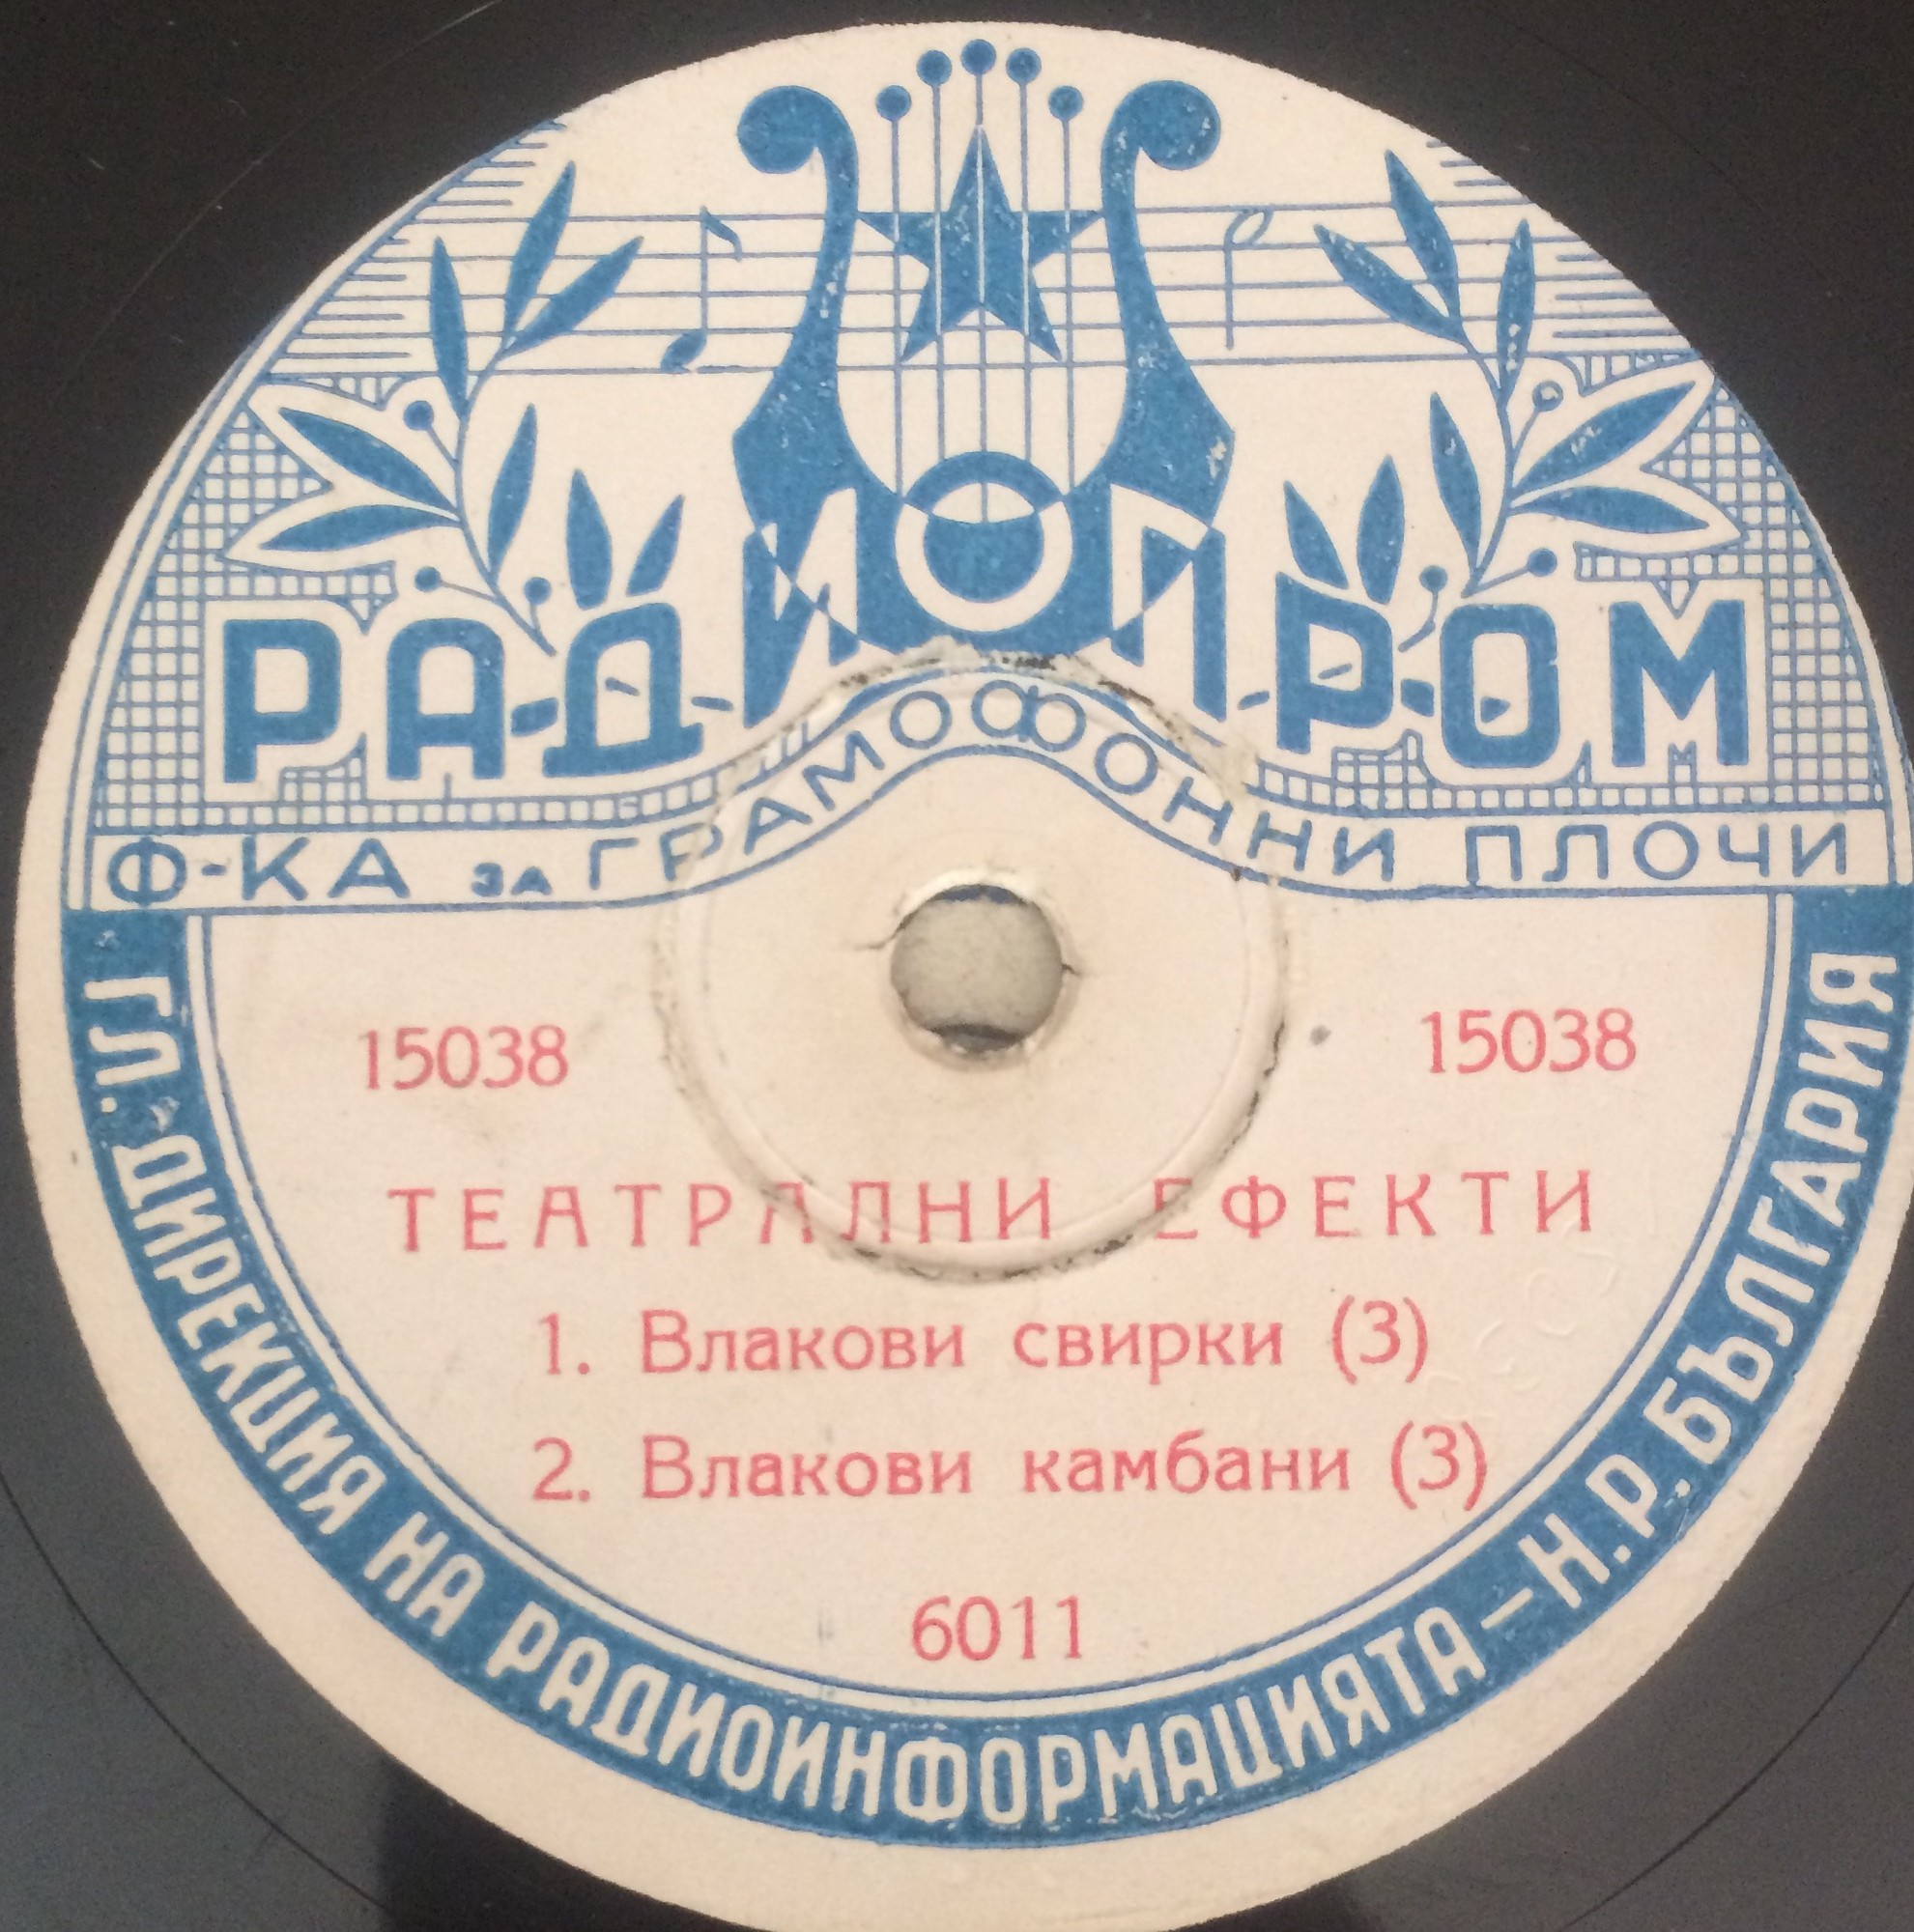 РАДИОПРОМ
Ф-КА ЗА ГРАМОФОННИ ПЛОЧИ
15038 15038
ТЕАТРАЛНИ ЕФЕКТИ
1. Влакови свирки (3)
2. Влакови камбани (3)
6011
ГЛ. ДИРЕКЦИЯ НА РАДИОИНФОРМАЦИЯТА – Н.Р. БЪЛГАРИЯ